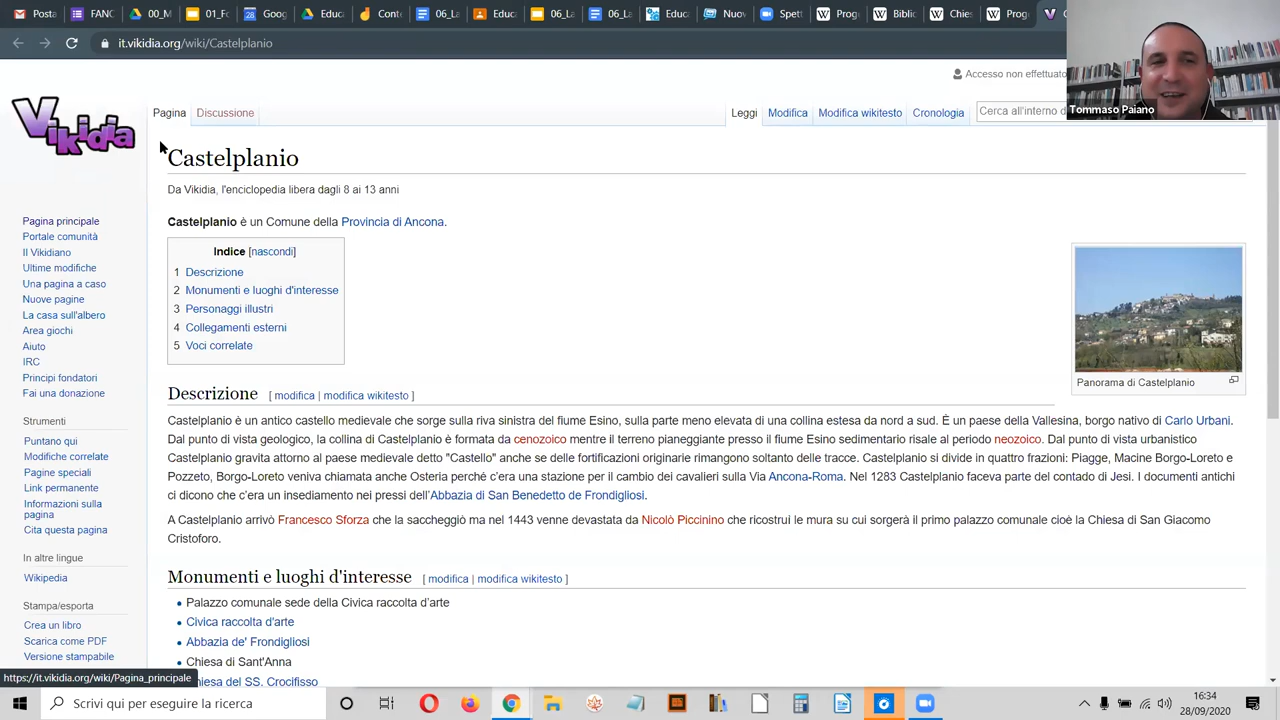 Posta
FANC
00_M
01_Fo
Goog
Educa
Conte
06_La
Educa
06_La
06_La
Educa
Nuov
Spett
Prog
Biblic
Chies
Prog
it.vikidia.org/wiki/Castelplanio
Tommaso Paiano
Accesso non effettuato
Vikidia
Pagina
Discussione
Leggi
Modifica
Modifica wikitesto
Cronologia
Cerca all'interno d
Castelplanio
Da Vikidia, l'enciclopedia libera dagli 8 ai 13 anni
Castelplanio è un Comune della Provincia di Ancona.
Indice [nascondi]
1 Descrizione
2 Monumenti e luoghi d'interesse
3 Personaggi illustri
4 Collegamenti esterni
5 Voci correlate
Panorama di Castelplanio
Descrizione [ modifica | modifica wikitesto ]
Castelplanio è un antico castello medievale che sorge sulla riva sinistra del fiume Esino, sulla parte meno elevata di una collina estesa da nord a sud. È un paese della Vallesina, borgo nativo di Carlo Urbani.
Dal punto di vista geologico, la collina di Castelplanio è formata da cenozoico mentre il terreno pianeggiante presso il fiume Esino sedimentario risale al periodo neozoico. Dal punto di vista urbanistico
Castelplanio gravita attorno al paese medievale detto "Castello" anche se delle fortificazioni originarie rimangono soltanto delle tracce. Castelplanio si divide in quattro frazioni: Piagge, Macine Borgo-Loreto e
Pozzeto, Borgo-Loreto veniva chiamata anche Osteria perché c'era una stazione per il cambio dei cavalieri sulla Via Ancona-Roma. Nel 1283 Castelplanio faceva parte del contado di Jesi. I documenti antichi
ci dicono che c'era un insediamento nei pressi dell'Abbazia di San Benedetto de Frondigliosi.
A Castelplanio arrivò Francesco Sforza che la saccheggiò ma nel 1443 venne devastata da Nicolò Piccinino che ricostruì le mura su cui sorgerà il primo palazzo comunale cioè la Chiesa di San Giacomo
Cristoforo.
Monumenti e luoghi d'interesse [ modifica | modifica wikitesto ]
Palazzo comunale sede della Civica raccolta d'arte
Civica raccolta d'arte
Abbazia de' Frondigliosi
Chiesa di Sant'Anna
hiesa del SS. Crocifisso
Pagina principale
Portale comunità
Il Vikidiano
Ultime modifiche
Una pagina a caso
Nuove pagine
La casa sull'albero
Area giochi
Aiuto
IRC
Principi fondatori
Fai una donazione
Strumenti
Puntano qui
Modifiche correlate
Pagine speciali
Link permanente
Informazioni sulla
pagina
Cita questa pagina
In altre lingue
Wikipedia
Stampa/esporta
Crea un libro
Scarica come PDF
Versione stampabile
https://it.vikidia.org/wiki/Pagina_principale
Scrivi qui per eseguire la ricerca
16:34
28/09/2020